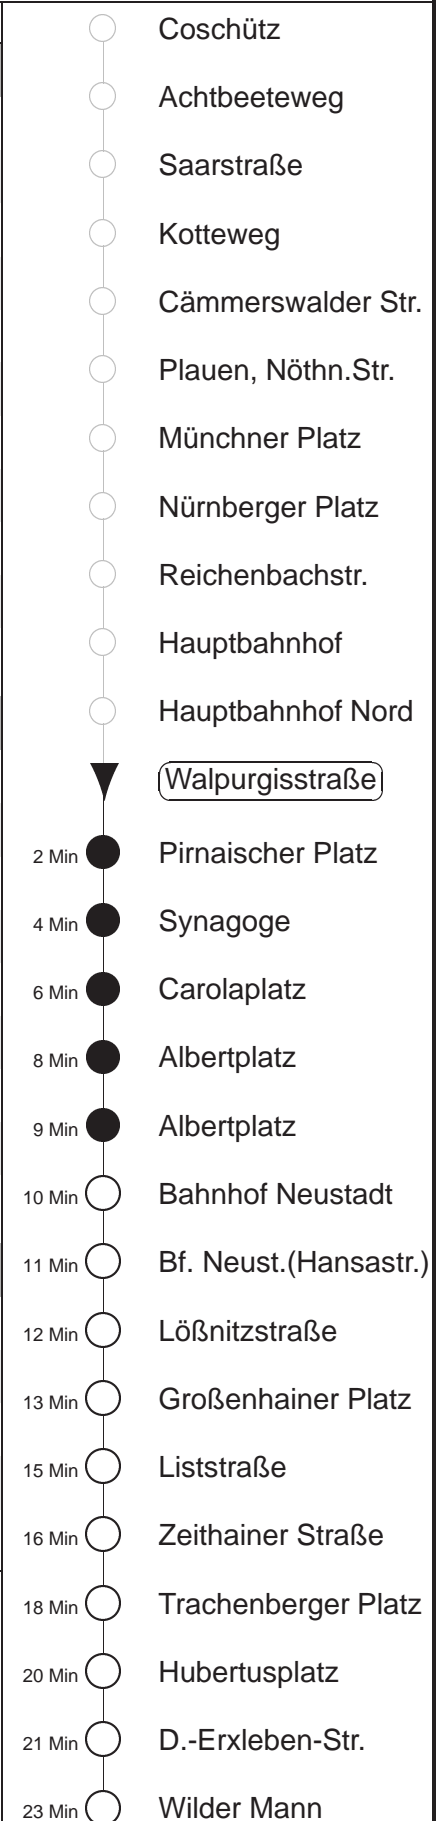 Coschütz
Achtbeeteweg
Saarstraße
Kotteweg
Cämmerswalder Str.
Plauen, Nöthn.Str.
Münchner Platz
Nürnberger Platz
Reichenbachstr.
Hauptbahnhof
Hauptbahnhof Nord
Walpurgisstraße
2 Min Pirnaischer Platz
4 Min Synagoge
6 Min Carolaplatz
8 Min Albertplatz
9 Min Albertplatz
10 Min Bahnhof Neustadt
11 Min Bf. Neust.(Hansastr.)
12 Min Lößnitzstraße
13 Min Großenhainer Platz
15 Min Liststraße
16 Min Zeithainer Straße
18 Min Trachenberger Platz
20 Min Hubertusplatz
21 Min D.-Erxleben-Str.
23 Min Wilder Mann